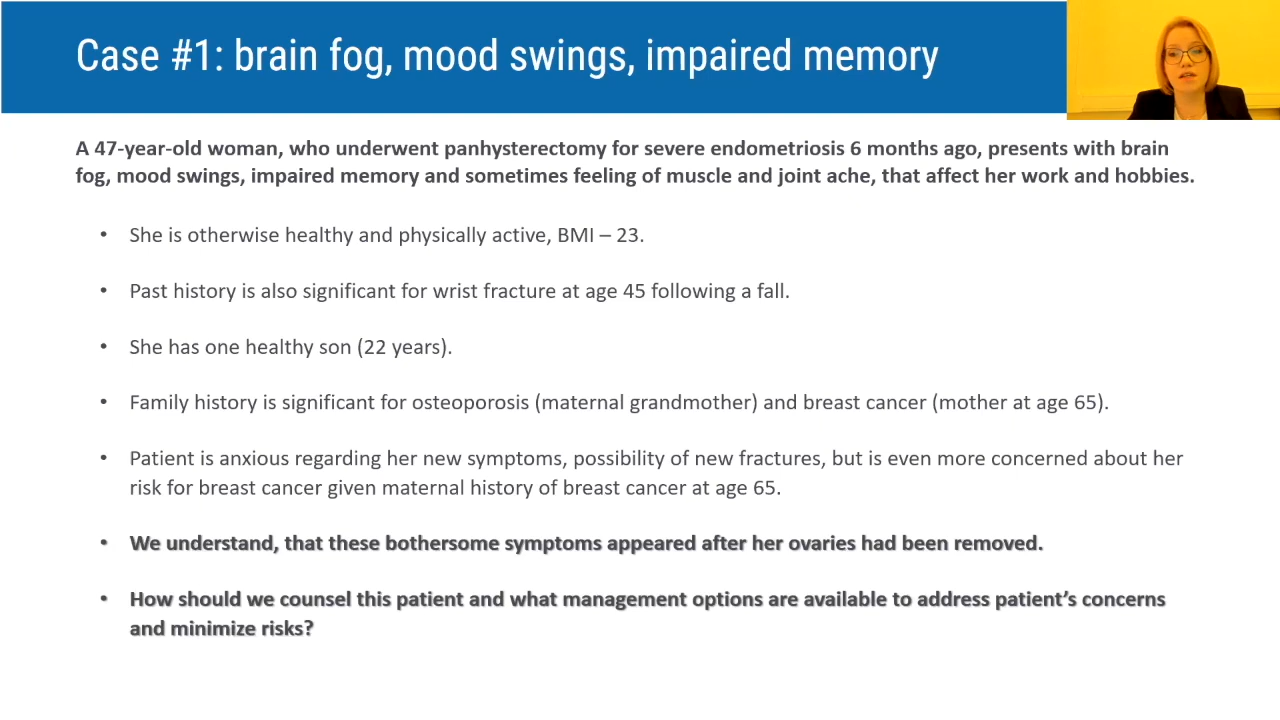 Case #1: brain fog, mood swings, impaired memory
A 47-year-old woman, who underwent panhysterectomy for severe endometriosis 6 months ago, presents with brain
fog, mood swings, impaired memory and sometimes feeling of muscle and joint ache, that affect her work and hobbies.
• She is otherwise healthy and physically active, BMI – 23.
• Past history is also significant for wrist fracture at age 45 following a fall.
• She has one healthy son (22 years).
• Family history is significant for osteoporosis (maternal grandmother) and breast cancer (mother at age 65).
• Patient is anxious regarding her new symptoms, possibility of new fractures, but is even more concerned about her
risk for breast cancer given maternal history of breast cancer at age 65.
• We understand, that these bothersome symptoms appeared after her ovaries had been removed.
• How should we counsel this patient and what management options are available to address patient’s concerns
and minimize risks?